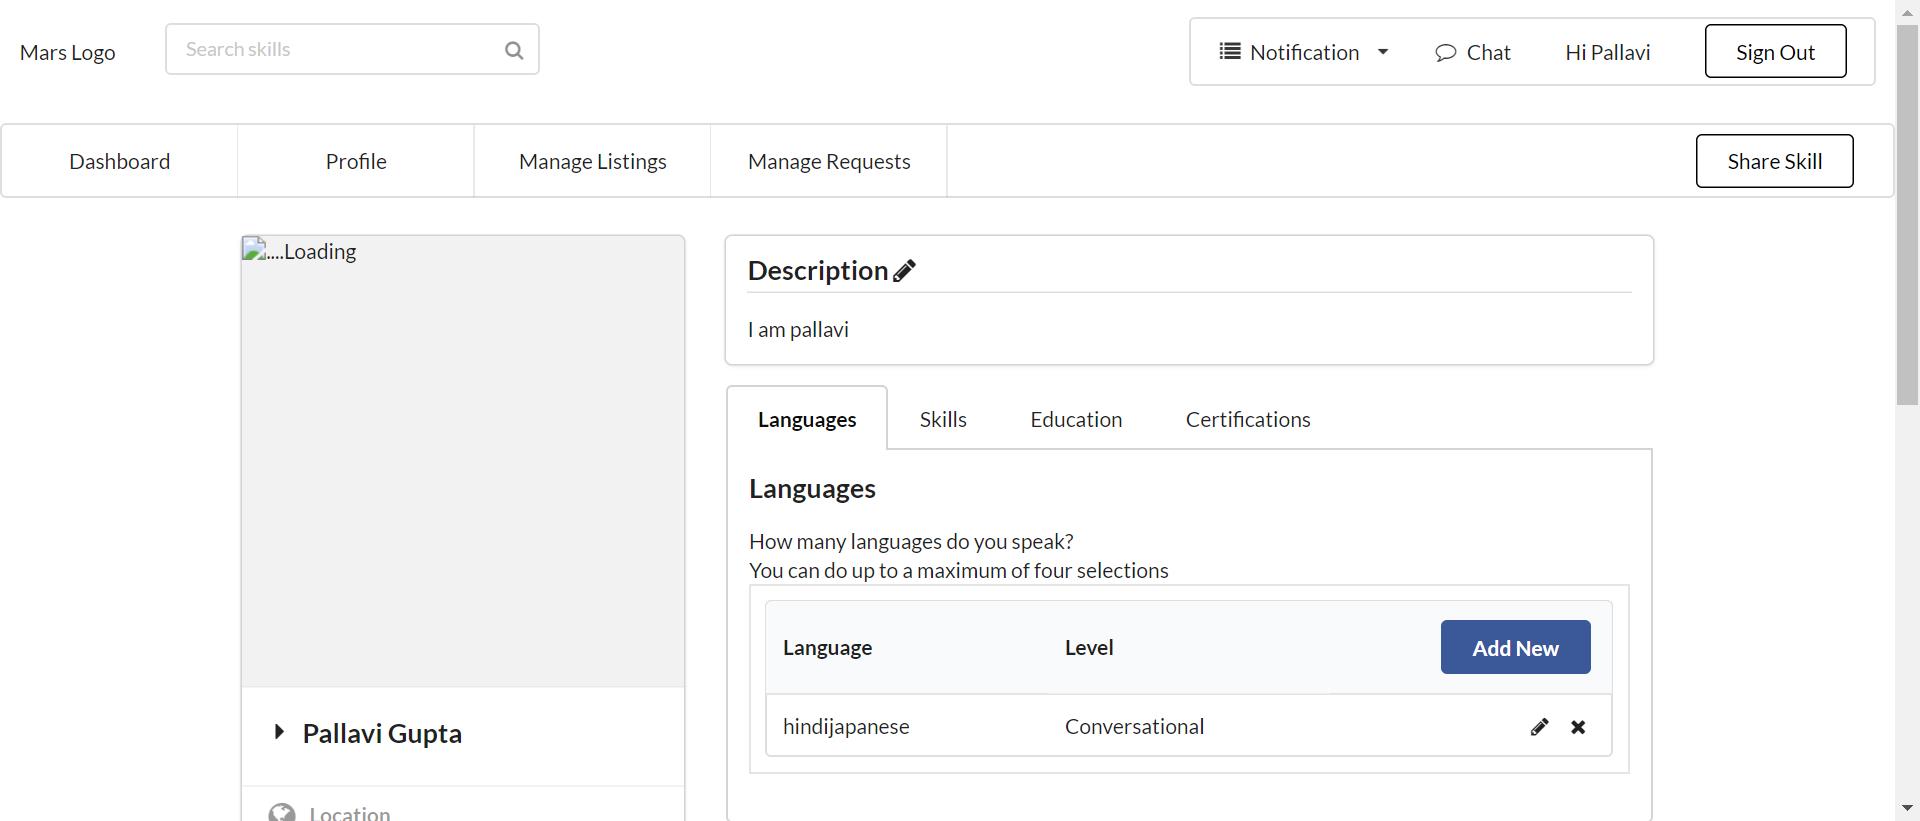 Mars Logo
Search skills
Notification
Chat
Hi Pallavi
Sign Out
Dashboard
Profile
Manage Listings
Manage Requests
Share Skill
....Loading
Pallavi Gupta
Location
Description
I am pallavi
Languages
Skills
Education
Certifications
Languages
How many languages do you speak?
You can do up to a maximum of four selections
Language
Level
Add New
hindijapanese
Conversational